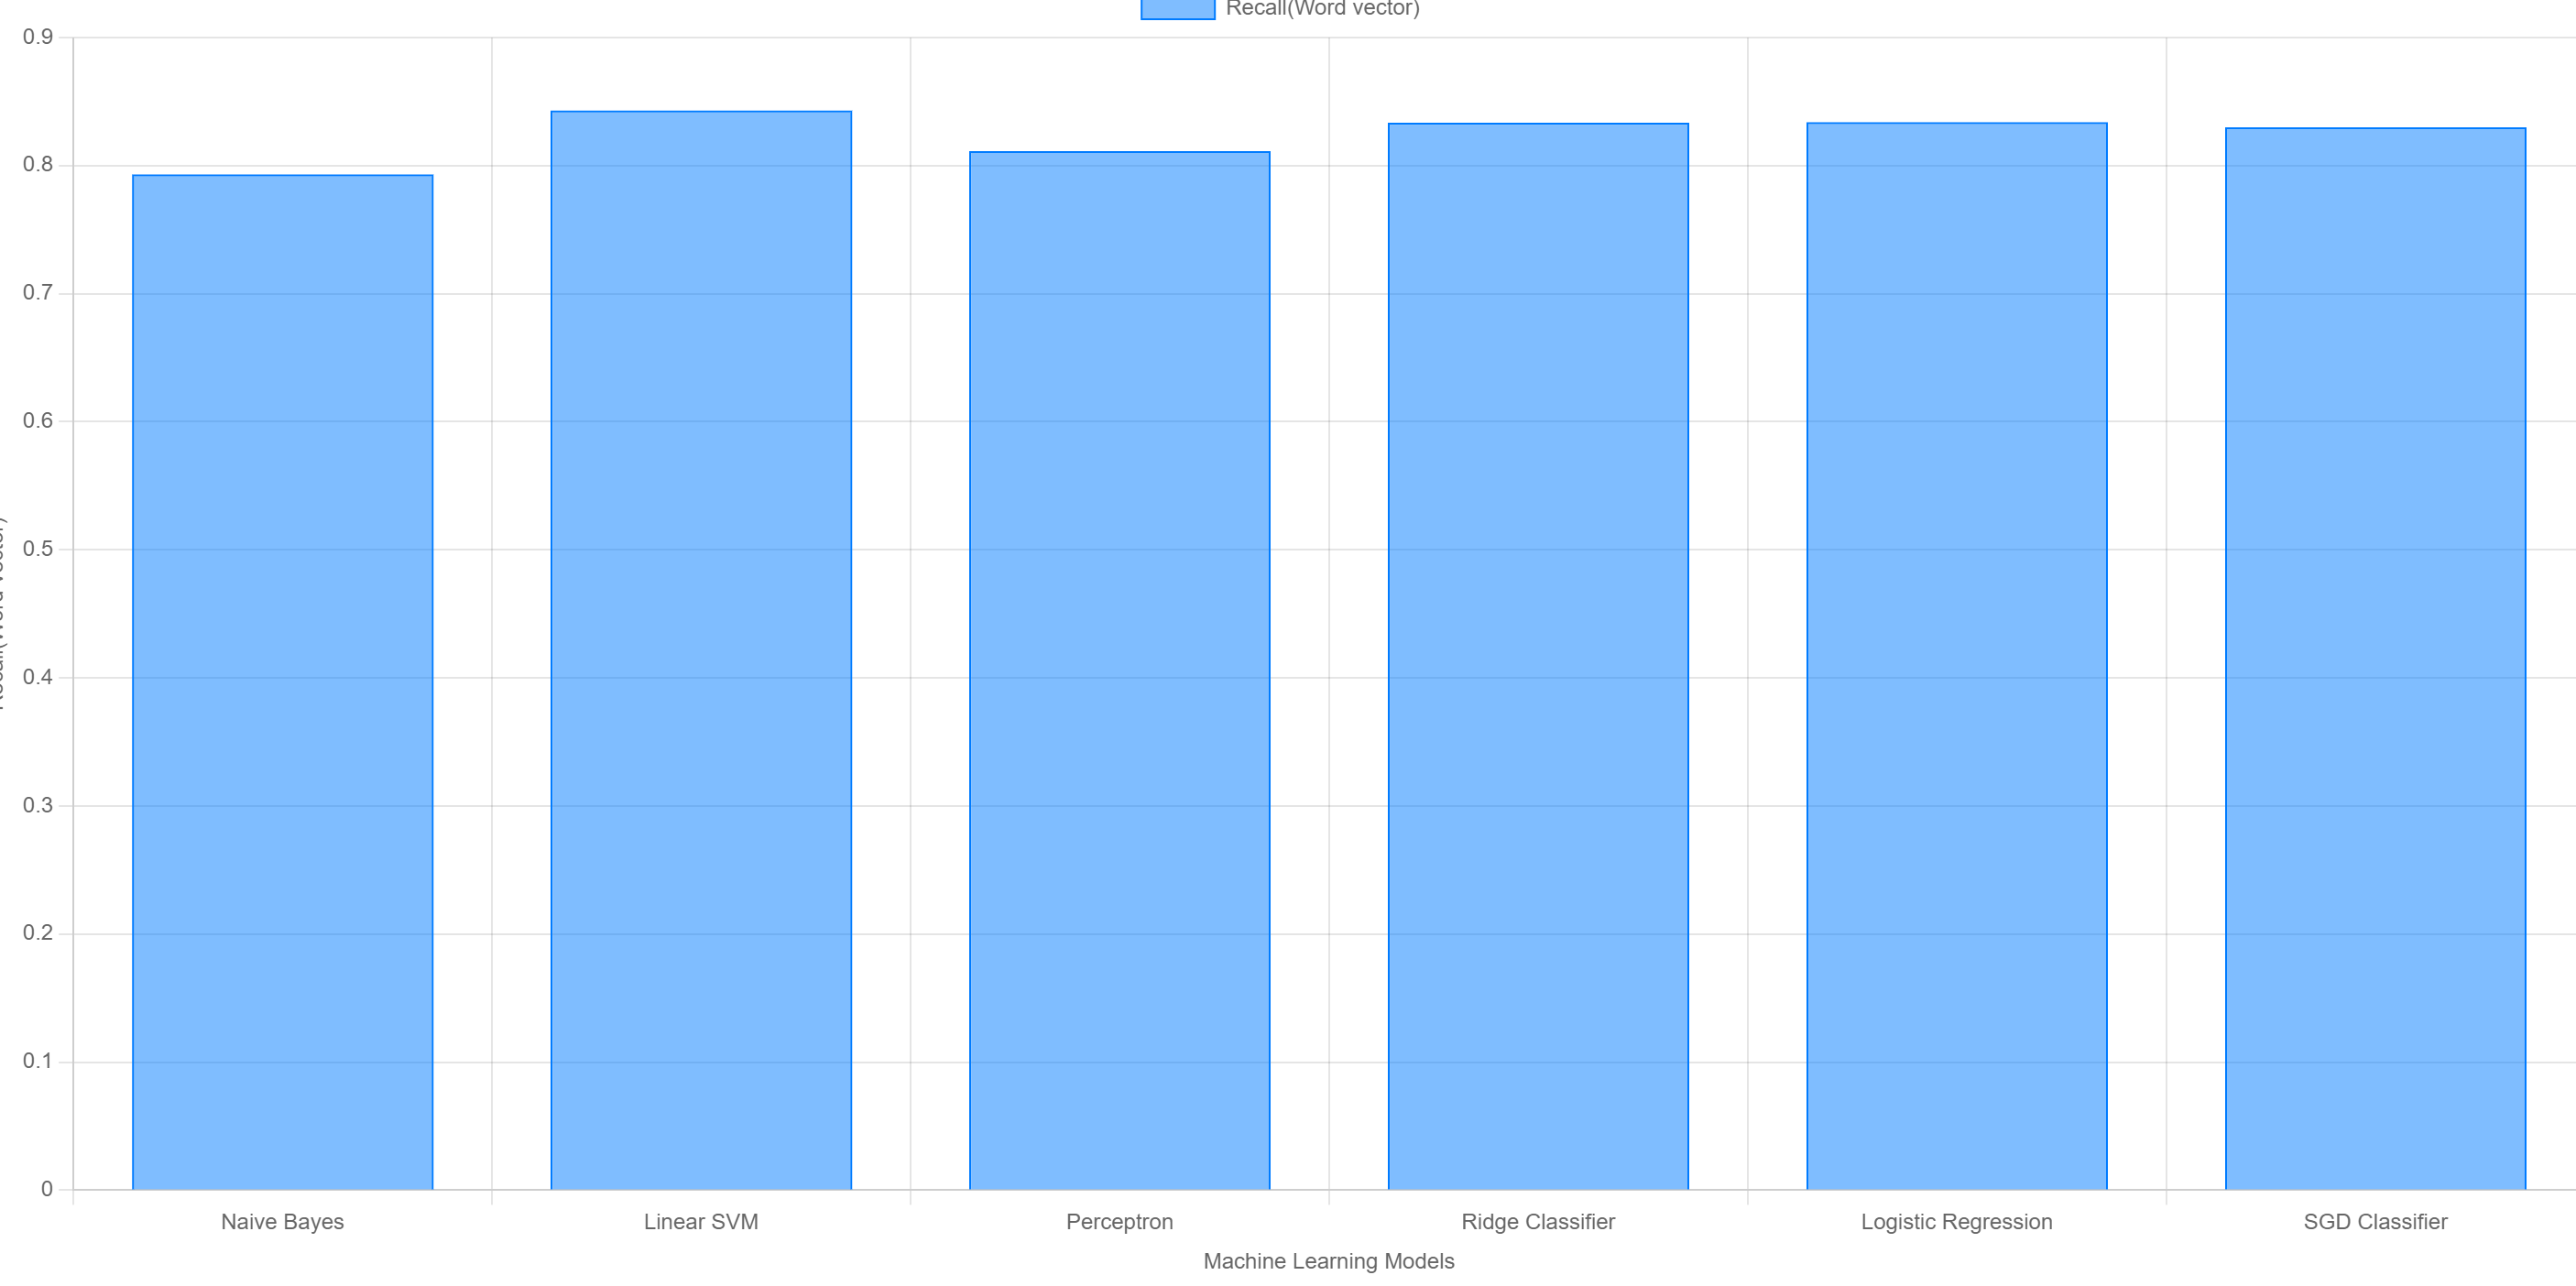 Recall(Word vector)
0.9
0.8
0.7
0.6
0.5
0.4
0.3
0.2
0.1
0
Naive Bayes
Linear SVM
Perceptron
Ridge Classifier
Logistic Regression
SGD Classifier
Machine Learning Models